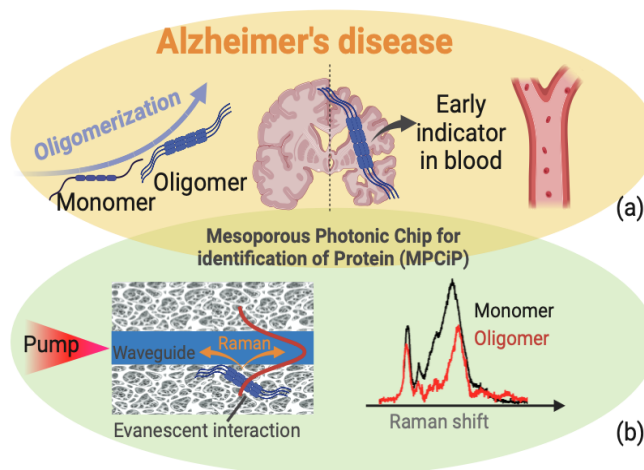 Alzheimer's disease
Oligomerization
Monomer
Oligomer
Early
indicator
in blood
(a)
Mesoporous Photonic Chip for
identification of Protein (MPCiP)
Pump
Waveguide
Raman
Evanescent interaction
Monomer
Oligomer
Raman shift
(b)